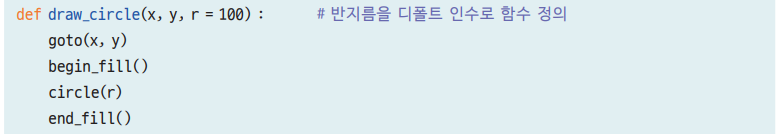 def draw_circle(x, y, r = 100) :    # 반지름을 디폴트 인수로 함수 정의
    goto(x, y)
    begin_fill()
    circle(r)
    end_fill()